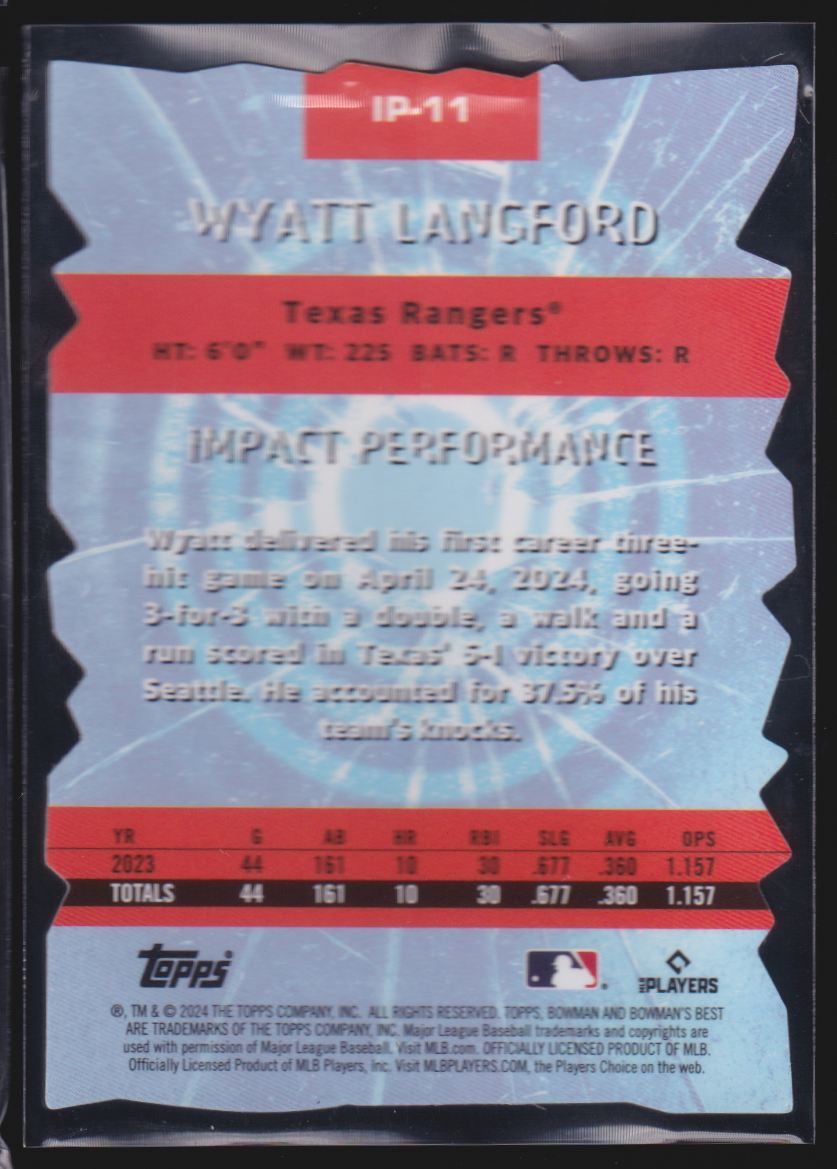 IP-11
WYATT LANGFORD
Texas Rangers®
HT: 6'0" WT: 225 BATS: R THROWS: R
IMPACT PERFORMANCE
Wyatt delivered his first career three-
hit game on April 24, 2024, going
3-for-3 with a double, a walk and a
run scored in Texas' 5-1 victory over
Seattle. He accounted for 37.5% of his
team's knocks.
YR G AB HR RBI SLG AVG OPS
2023 44 161 10 30 .677 .360 1.157
TOTALS 44 161 10 30 .677 .360 1.157
topps
MLB PLAYERS
®, TM & © 2024 THE TOPPS COMPANY, INC. ALL RIGHTS RESERVED. TOPPS, BOWMAN AND BOWMAN'S BEST
ARE TRADEMARKS OF THE TOPPS COMPANY, INC. Major League Baseball trademarks and copyrights are
used with permission of Major League Baseball. Visit MLB.com. OFFICIALLY LICENSED PRODUCT OF MLB.
Officially Licensed Product of MLB Players, Inc. Visit MLBPLAYERS.COM, the Players Choice on the web.